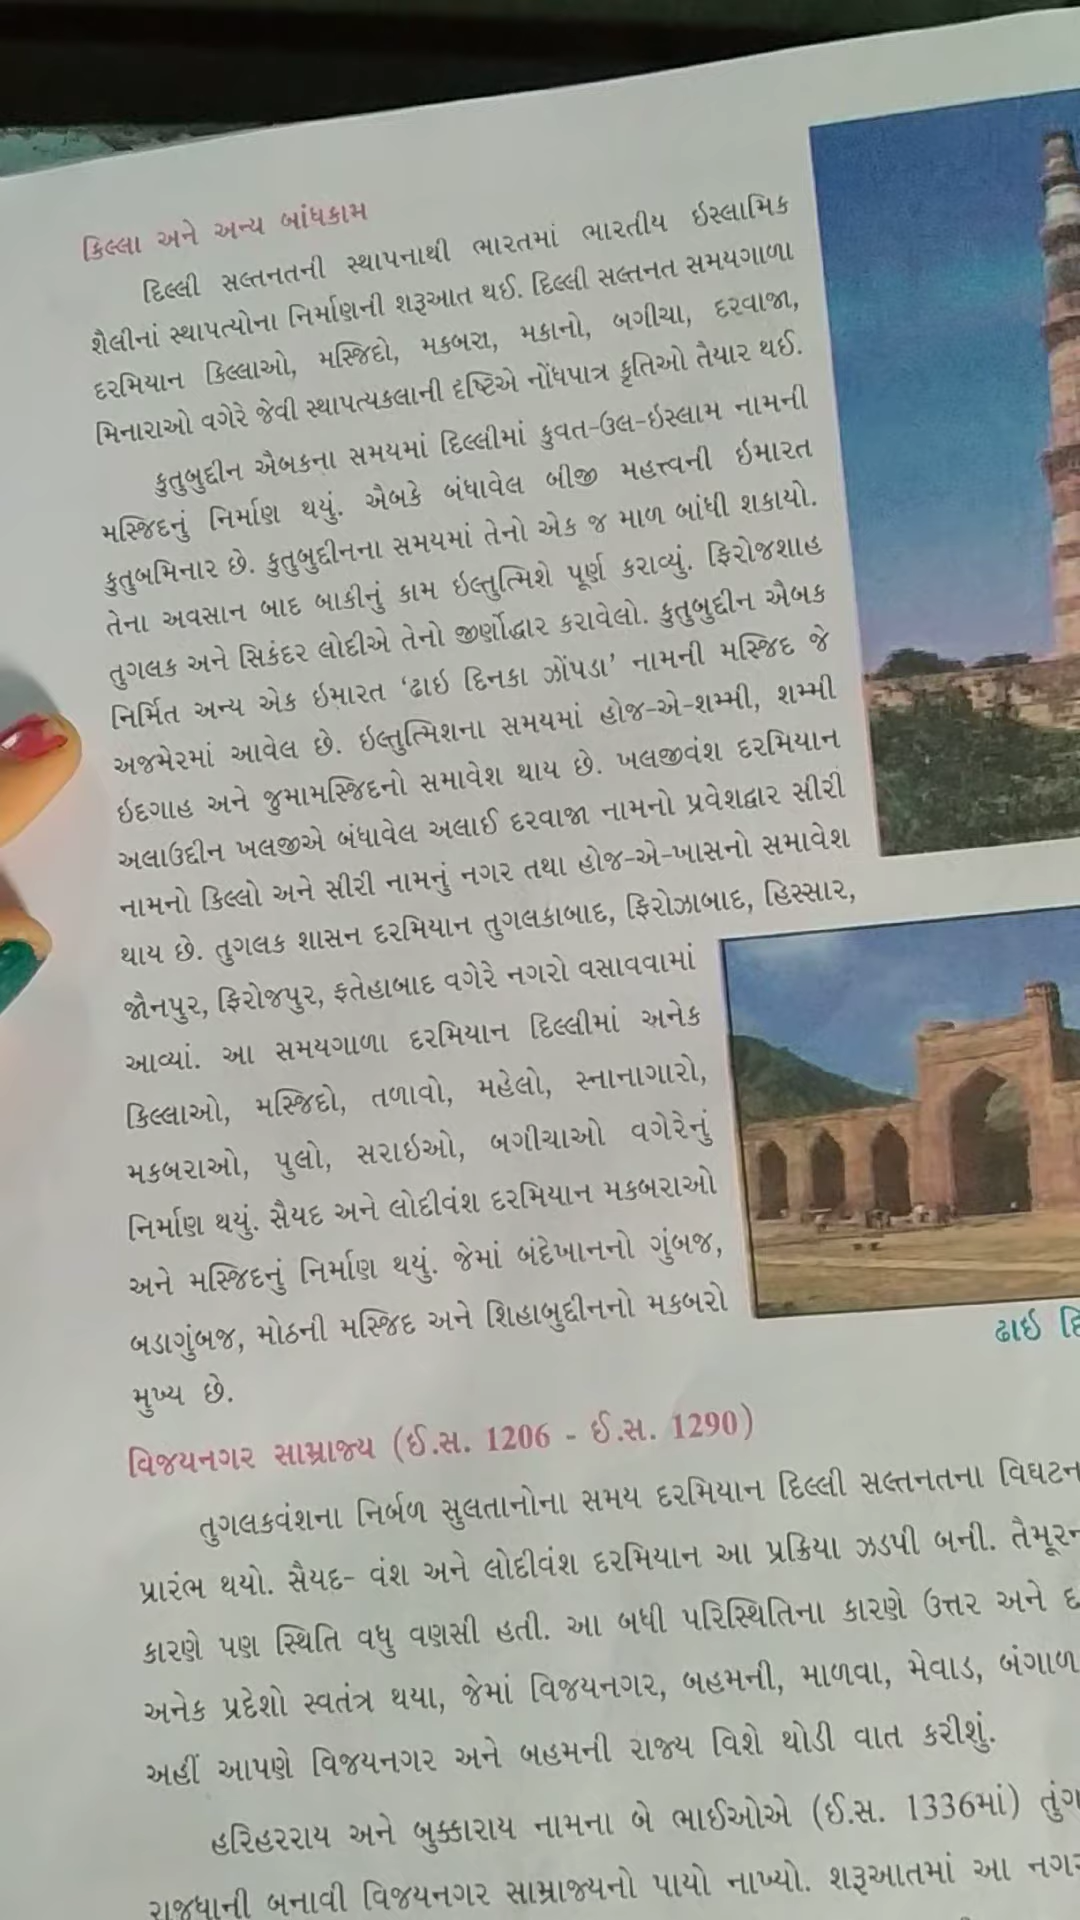 કિલ્લા અને અન્ય બાંધકામ
દિલ્લી સલ્તનતની સ્થાપનાથી ભારતમાં ભારતીય ઇસ્લામિક
શૈલીનાં સ્થાપત્યોના નિર્માણની શરૂઆત થઈ. દિલ્લી સલ્તનત સમયગાળા
દરમિયાન કિલ્લાઓ, મસ્જિદો, મકબરા, મકાનો, બગીચા, દરવાજા,
મિનારાઓ વગેરે જેવી સ્થાપત્યકલાની દૃષ્ટિએ નોંધપાત્ર કૃતિઓ તૈયાર થઈ.
કુતુબુદ્દીન ઐબકના સમયમાં દિલ્લીમાં કુવત-ઉલ-ઇસ્લામ નામની
મસ્જિદનું નિર્માણ થયું. ઐબકે બંધાવેલ બીજી મહત્ત્વની ઇમારત
કુતુબમિનાર છે. કુતુબુદ્દીનના સમયમાં તેનો એક જ માળ બાંધી શકાયો.
તેના અવસાન બાદ બાકીનું કામ ઇલ્તુત્મિશે પૂર્ણ કરાવ્યું. ફિરોજશાહ
તુગલક અને સિકંદર લોદીએ તેનો જીર્ણોદ્ધાર કરાવેલો. કુતુબુદ્દીન ઐબક
નિર્મિત અન્ય એક ઇમારત ‘ઢાઇ દિનકા ઝોંપડા’ નામની મસ્જિદ જે
અજમેરમાં આવેલ છે. ઇલ્તુત્મિશના સમયમાં હોજ-એ-શમ્મી, શમ્મી
ઇદગાહ અને જુમામસ્જિદનો સમાવેશ થાય છે. ખલજીવંશ દરમિયાન
અલાઉદ્દીન ખલજીએ બંધાવેલ અલાઈ દરવાજા નામનો પ્રવેશદ્વાર સીરી
નામનો કિલ્લો અને સીરી નામનું નગર તથા હોજ-એ-ખાસનો સમાવેશ
થાય છે. તુગલક શાસન દરમિયાન તુગલકાબાદ, ફિરોઝાબાદ, હિસ્સાર,
જૌનપુર, ફિરોજપુર, ફતેહાબાદ વગેરે નગરો વસાવવામાં
આવ્યાં. આ સમયગાળા દરમિયાન દિલ્લીમાં અનેક
કિલ્લાઓ, મસ્જિદો, તળાવો, મહેલો, સ્નાનાગારો,
મકબરાઓ, પુલો, સરાઇઓ, બગીચાઓ વગેરેનું
નિર્માણ થયું. સૈયદ અને લોદીવંશ દરમિયાન મકબરાઓ
અને મસ્જિદનું નિર્માણ થયું. જેમાં બંદેખાનનો ગુંબજ,
બડાગુંબજ, મોઠની મસ્જિદ અને શિહાબુદ્દીનનો મકબરો
મુખ્ય છે.
ઢાઇ
વિજયનગર સામ્રાજ્ય (ઈ.સ. 1206 - ઈ.સ. 1290)
તુગલકવંશના નિર્બળ સુલતાનોના સમય દરમિયાન દિલ્લી સલ્તનતના વિઘટન
પ્રારંભ થયો. સૈયદ- વંશ અને લોદીવંશ દરમિયાન આ પ્રક્રિયા ઝડપી બની. તૈમૂરન
કારણે પણ સ્થિતિ વધુ વણસી હતી. આ બધી પરિસ્થિતિના કારણે ઉત્તર અને દ
અનેક પ્રદેશો સ્વતંત્ર થયા, જેમાં વિજયનગર, બહમની, માળવા, મેવાડ, બંગાળ
અહીં આપણે વિજયનગર અને બહમની રાજ્ય વિશે થોડી વાત કરીશું.
હરિહરરાય અને બુક્કારાય નામના બે ભાઈઓએ (ઈ.સ. 1336માં) તુંગ
રાજધાની બનાવી વિજયનગર સામ્રાજ્યનો પાયો નાખ્યો. શરૂઆતમાં આ નગર